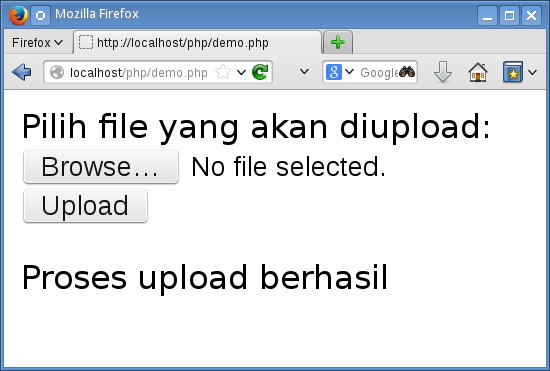 Mozilla Firefox
Firefox
http://localhost/php/demo.php
localhost/php/demo.php
Google
Pilih file yang akan diupload:
Browse... No file selected.
Upload
Proses upload berhasil